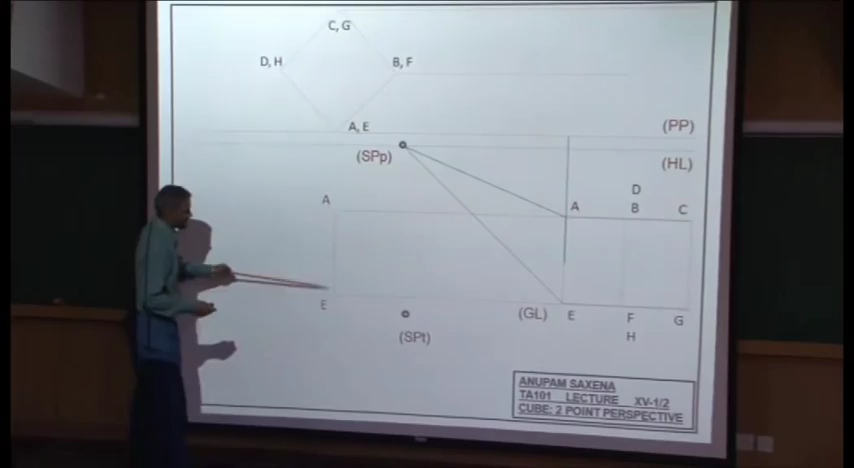 C, G
D, H
B, F
A, E
(PP)
(SPp)
(HL)
D
A
A
B
C
E
(GL)
E
F
G
(SPt)
H
ANUPAM SAXENA
TA101 LECTURE XV-1/2
CUBE: 2 POINT PERSPECTIVE